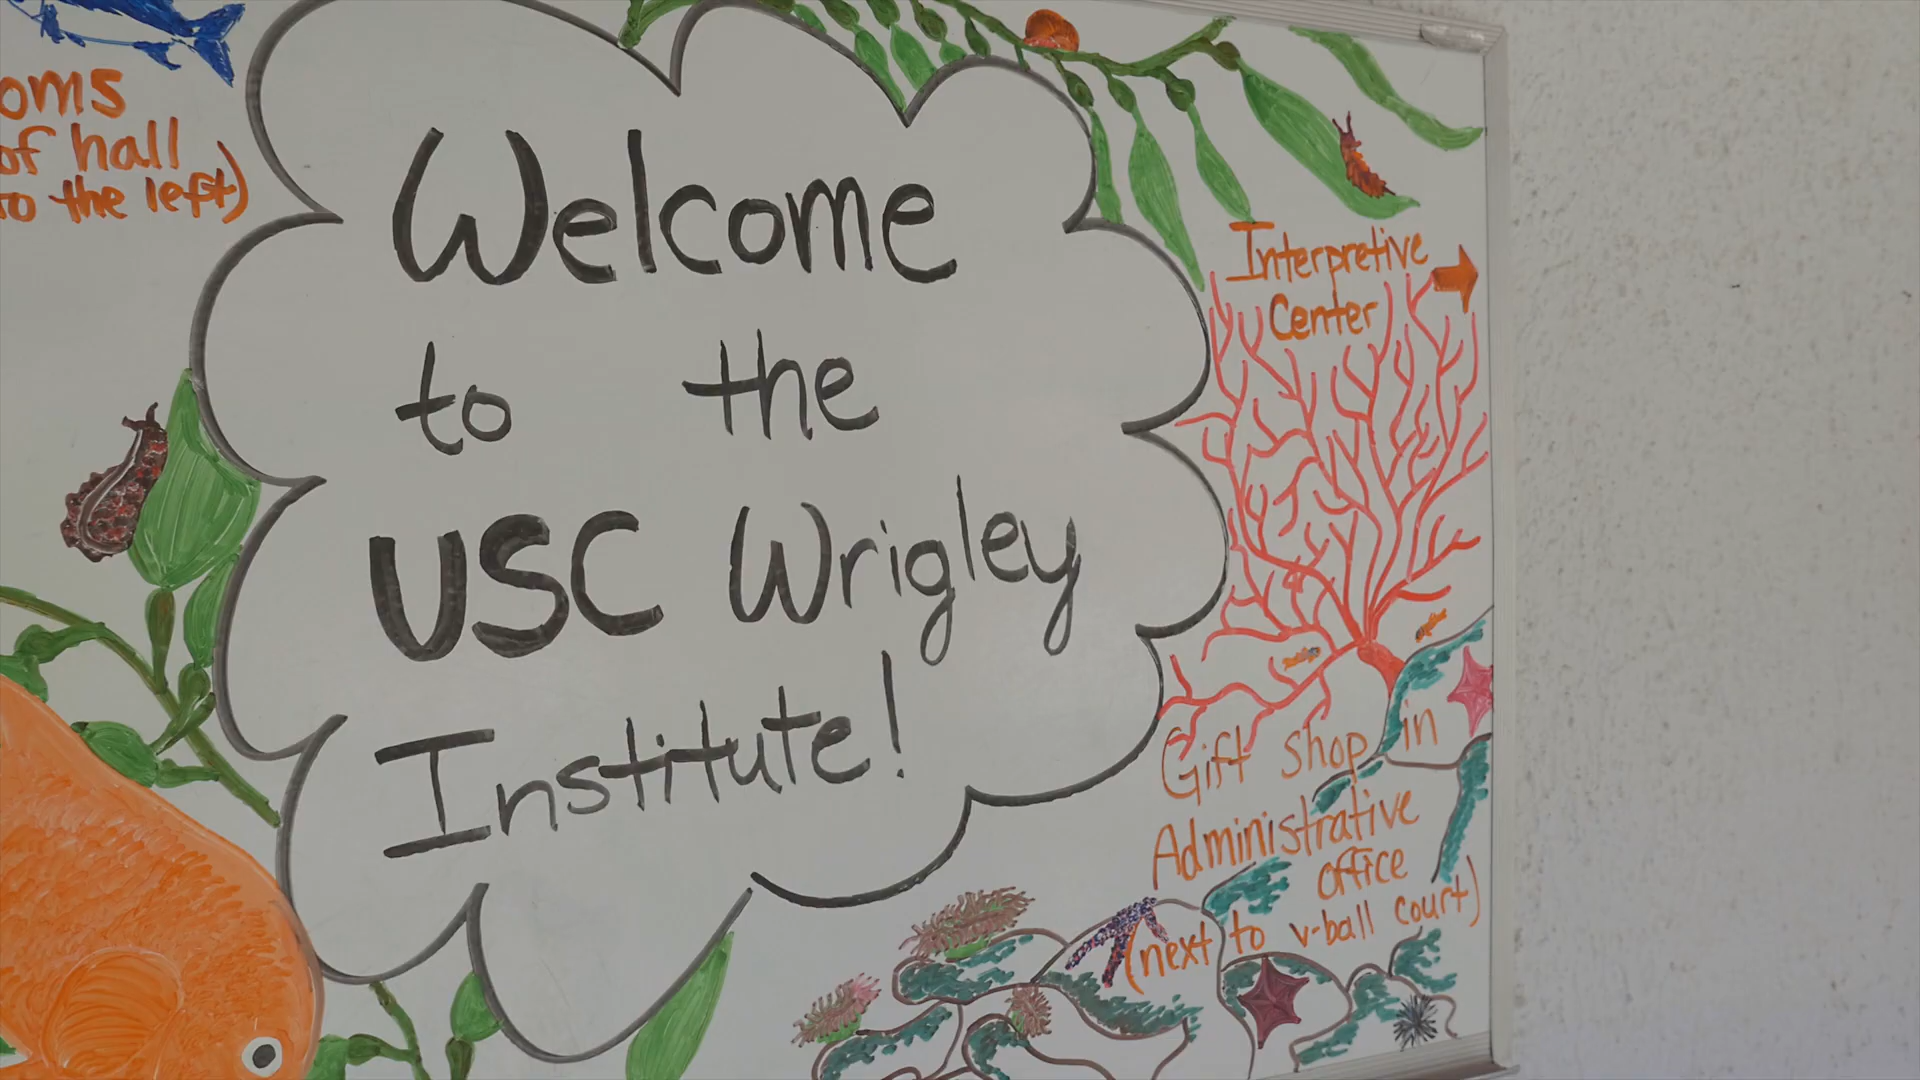 of hall
to the left)
Welcome
to the
USC Wrigley
Institute!
Interpretive
Center
Gift shop in
Administrative
office
(next to v-ball court)